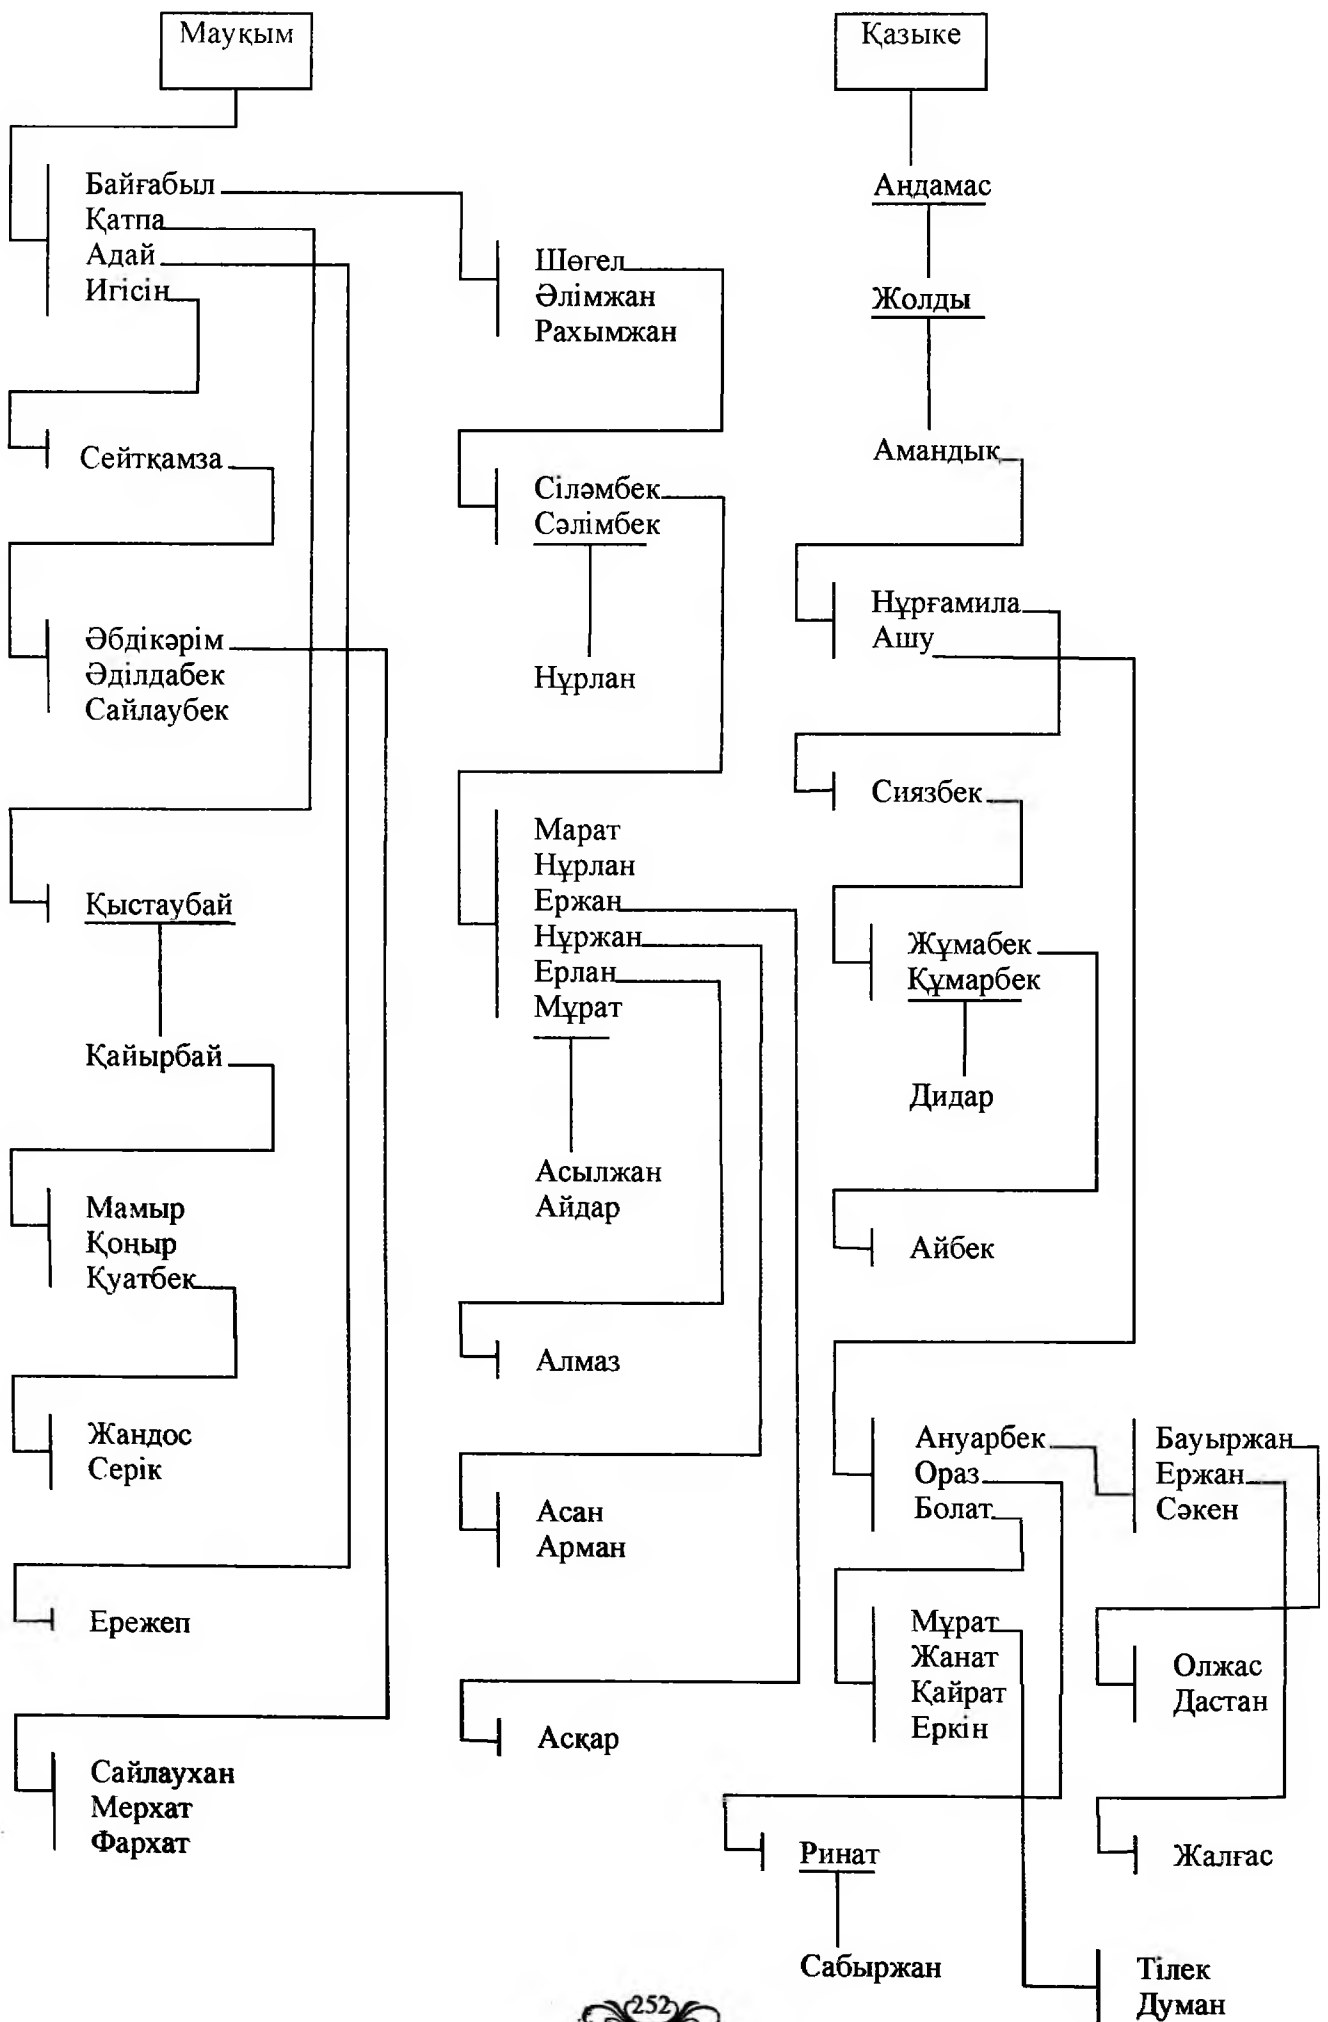 Мауқым
Байғабыл
Қатпа
Адай
Игісін
Сейтқамза
Әбдікәрім
Әділдабек
Сайлаубек
Қыстаубай
Қайырбай
Мамыр
Қоңыр
Қуатбек
Жандос
Серік
Ережеп
Сайлаухан
Мерхат
Фархат
Шөгел
Әлімжан
Рахымжан
Сіләмбек
Сәлімбек
Нұрлан
Марат
Нұрлан
Ержан
Нұржан
Ерлан
Мұрат
Асылжан
Айдар
Алмаз
Асан
Арман
Асқар
Қазыке
Аңдамас
Жолды
Амандық
Нұрғамила
Ашу
Сиязбек
Жұмабек
Құмарбек
Дидар
Айбек
Ануарбек
Ораз
Болат
Бауыржан
Ержан
Сәкен
Мұрат
Жанат
Қайрат
Еркін
Олжас
Дастан
Ринат
Сабыржан
Жалғас
Тілек
Думан
252